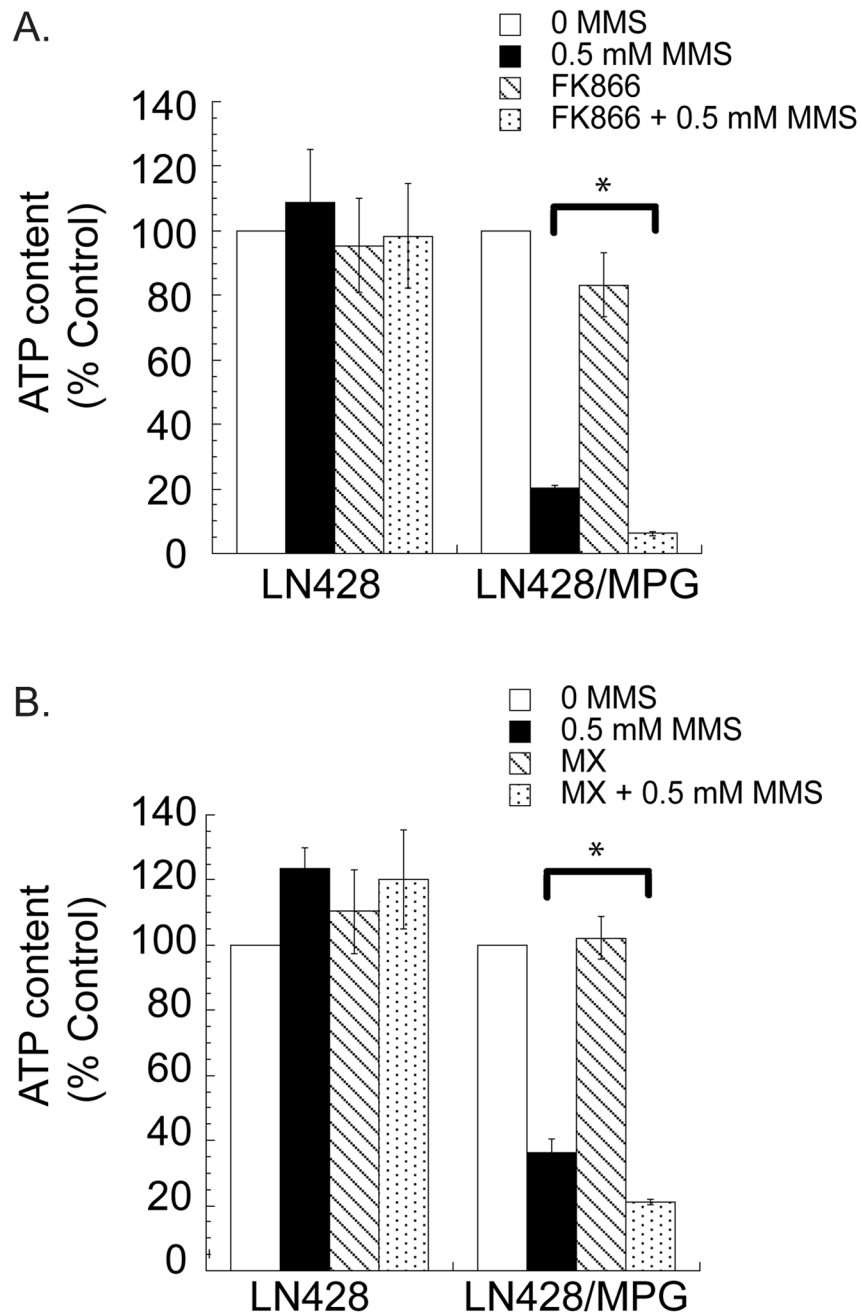 A.
0 MMS
0.5 mM MMS
FK866
FK866 + 0.5 mM MMS
ATP content
(% Control)
140
120
100
80
60
40
20
0
*
LN428
LN428/MPG
B.
0 MMS
0.5 mM MMS
MX
MX + 0.5 mM MMS
ATP content
(% Control)
140
120
100
80
60
40
20
0
*
LN428
LN428/MPG